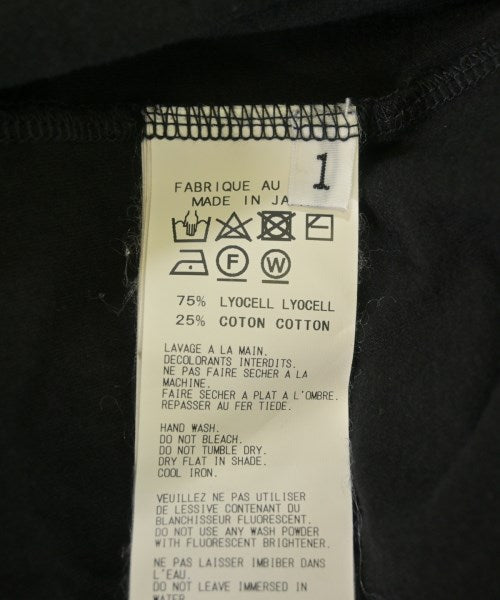 1
FABRIQUE AU
MADE IN JA
F W
75% LYOCELL LYOCELL
25% COTON COTTON
LAVAGE A LA MAIN.
DECOLORANTS INTERDITS.
NE PAS FAIRE SECHER A LA
MACHINE.
FAIRE SECHER A PLAT A L'OMBRE.
REPASSER AU FER TIEDE.
HAND WASH.
DO NOT BLEACH.
DO NOT TUMBLE DRY.
DRY FLAT IN SHADE.
COOL IRON.
VEUILLEZ NE PAS UTILISER
DE LESSIVE CONTENANT DU
BLANCHISSEUR FLUORESCENT.
DO NOT USE ANY WASH POWDER
WITH FLUORESCENT BRIGHTENER.
NE PAS LAISSER IMBIBER DANS
L'EAU.
DO NOT LEAVE IMMERSED IN
WATER.